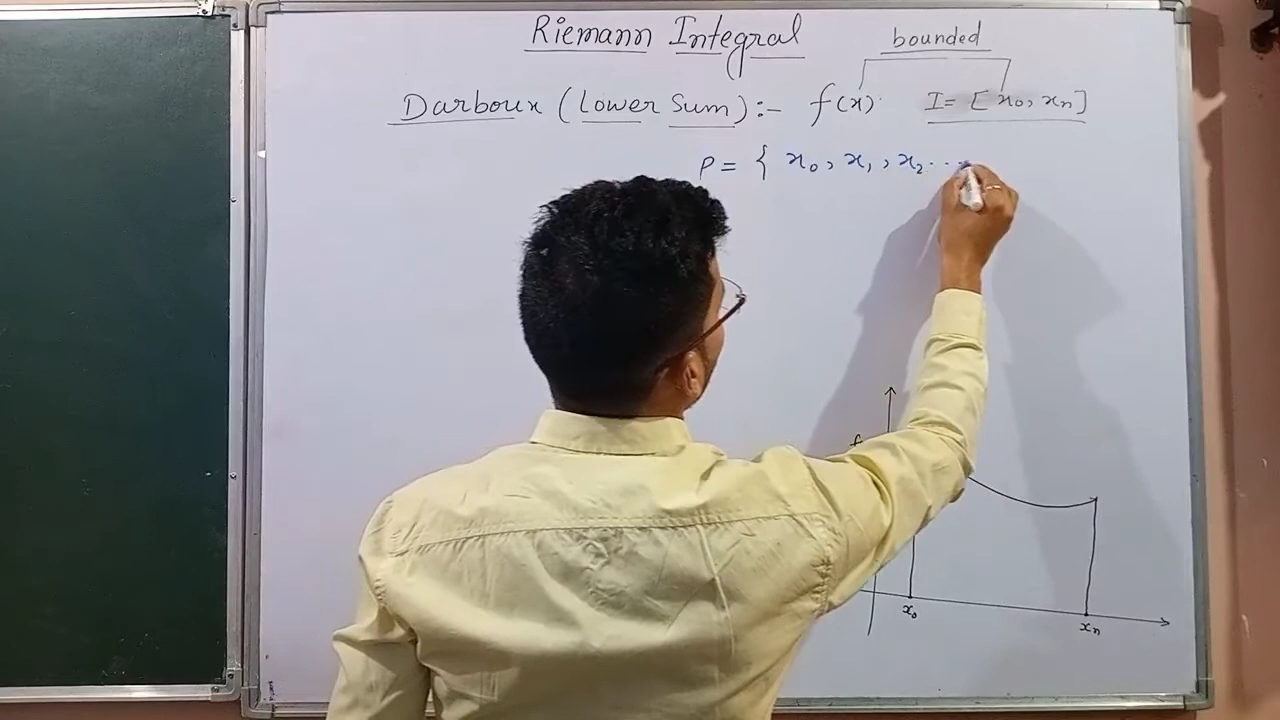 Riemann Integral
bounded
Darboux (Lower Sum) :- f(x). I = [x₀, xₙ]
P = { x₀, x₁, x₂ ...
f
x₀
xₙ